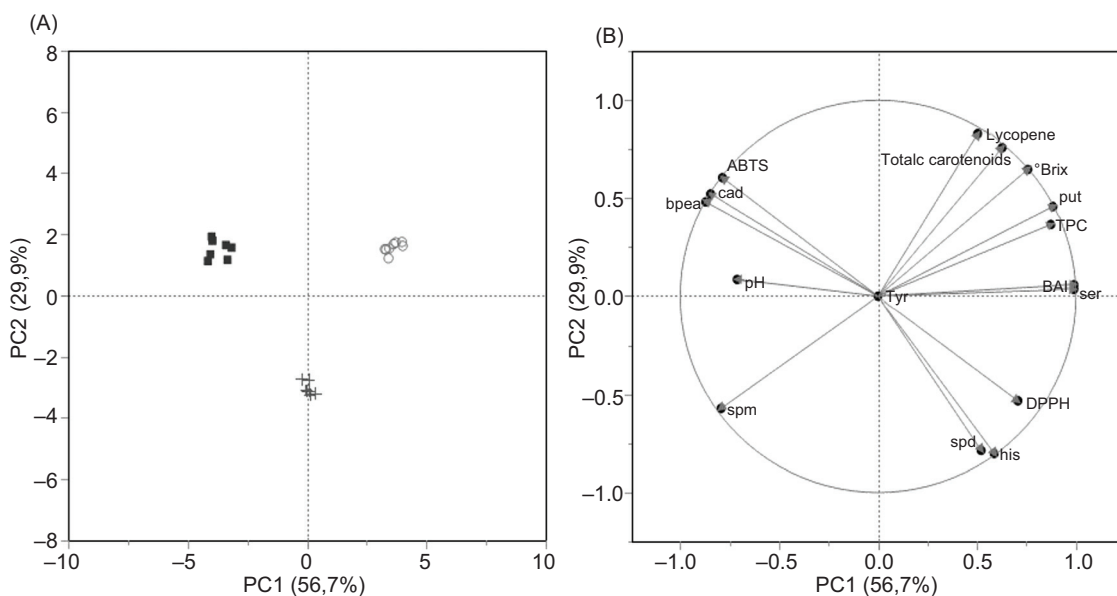 (A)
8
6
4
2
0
–2
–4
–6
–8
PC2 (29,9%)
–10
–5
0
5
10
PC1 (56,7%)
(B)
1.0
0.5
0.0
–0.5
–1.0
PC2 (29,9%)
Lycopene
Totalc carotenoids
°Brix
ABTS
cad
bpea
put
TPC
pH
Tyr
BAI
ser
spm
DPPH
spd
his
–1.0
–0.5
0.0
0.5
1.0
PC1 (56,7%)